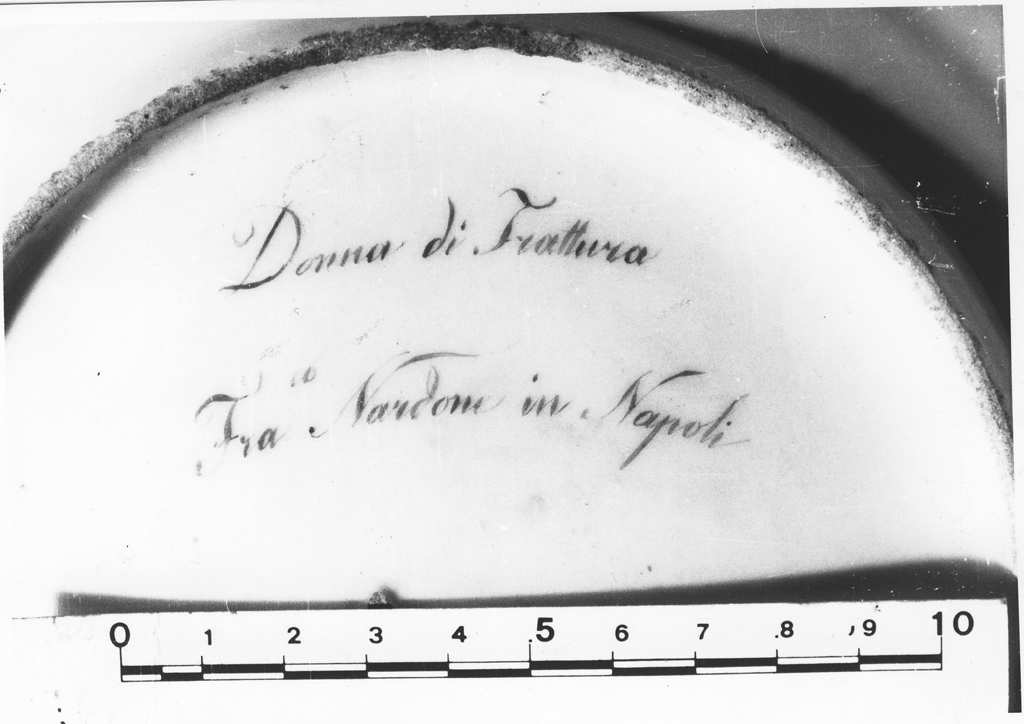 Donna di Frattura
Fra co Nardone in Napoli
0 1 2 3 4 5 6 7 8 9 10